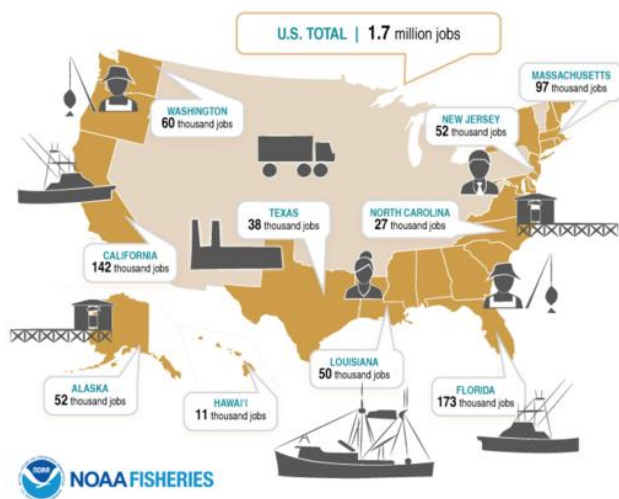 U.S. TOTAL | 1.7 million jobs
MASSACHUSETTS
97 thousand jobs
WASHINGTON
60 thousand jobs
NEW JERSEY
52 thousand jobs
TEXAS
38 thousand jobs
NORTH CAROLINA
27 thousand jobs
CALIFORNIA
142 thousand jobs
LOUISIANA
50 thousand jobs
ALASKA
52 thousand jobs
HAWAI'I
11 thousand jobs
FLORIDA
173 thousand jobs
NOAA
NOAA FISHERIES